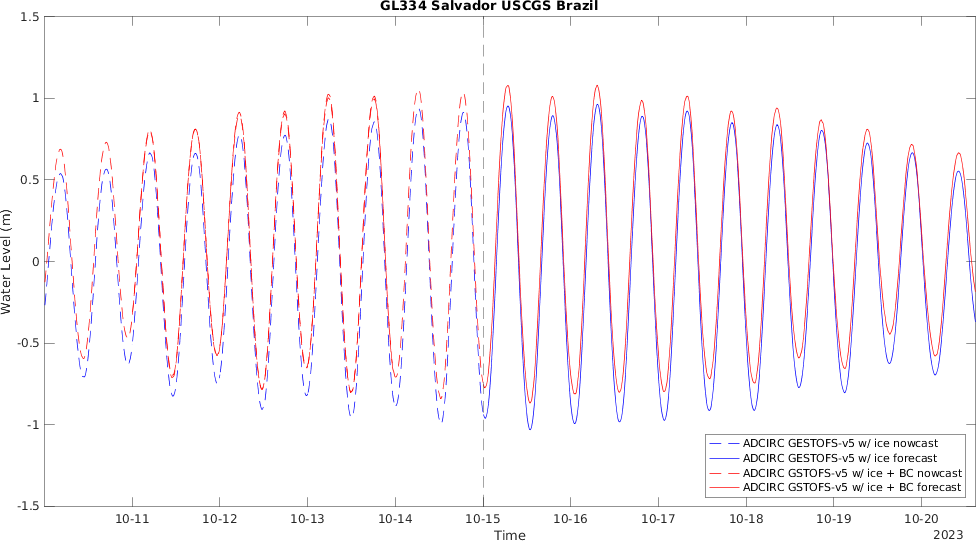 GL334 Salvador USCGS Brazil
1.5
1
0.5
0
-0.5
-1
-1.5
Water Level (m)
10-11 10-12 10-13 10-14 10-15 10-16 10-17 10-18 10-19 10-20
Time
2023
ADCIRC GESTOFS-v5 w/ ice nowcast
ADCIRC GESTOFS-v5 w/ ice forecast
ADCIRC GSTOFS-v5 w/ ice + BC nowcast
ADCIRC GSTOFS-v5 w/ ice + BC forecast